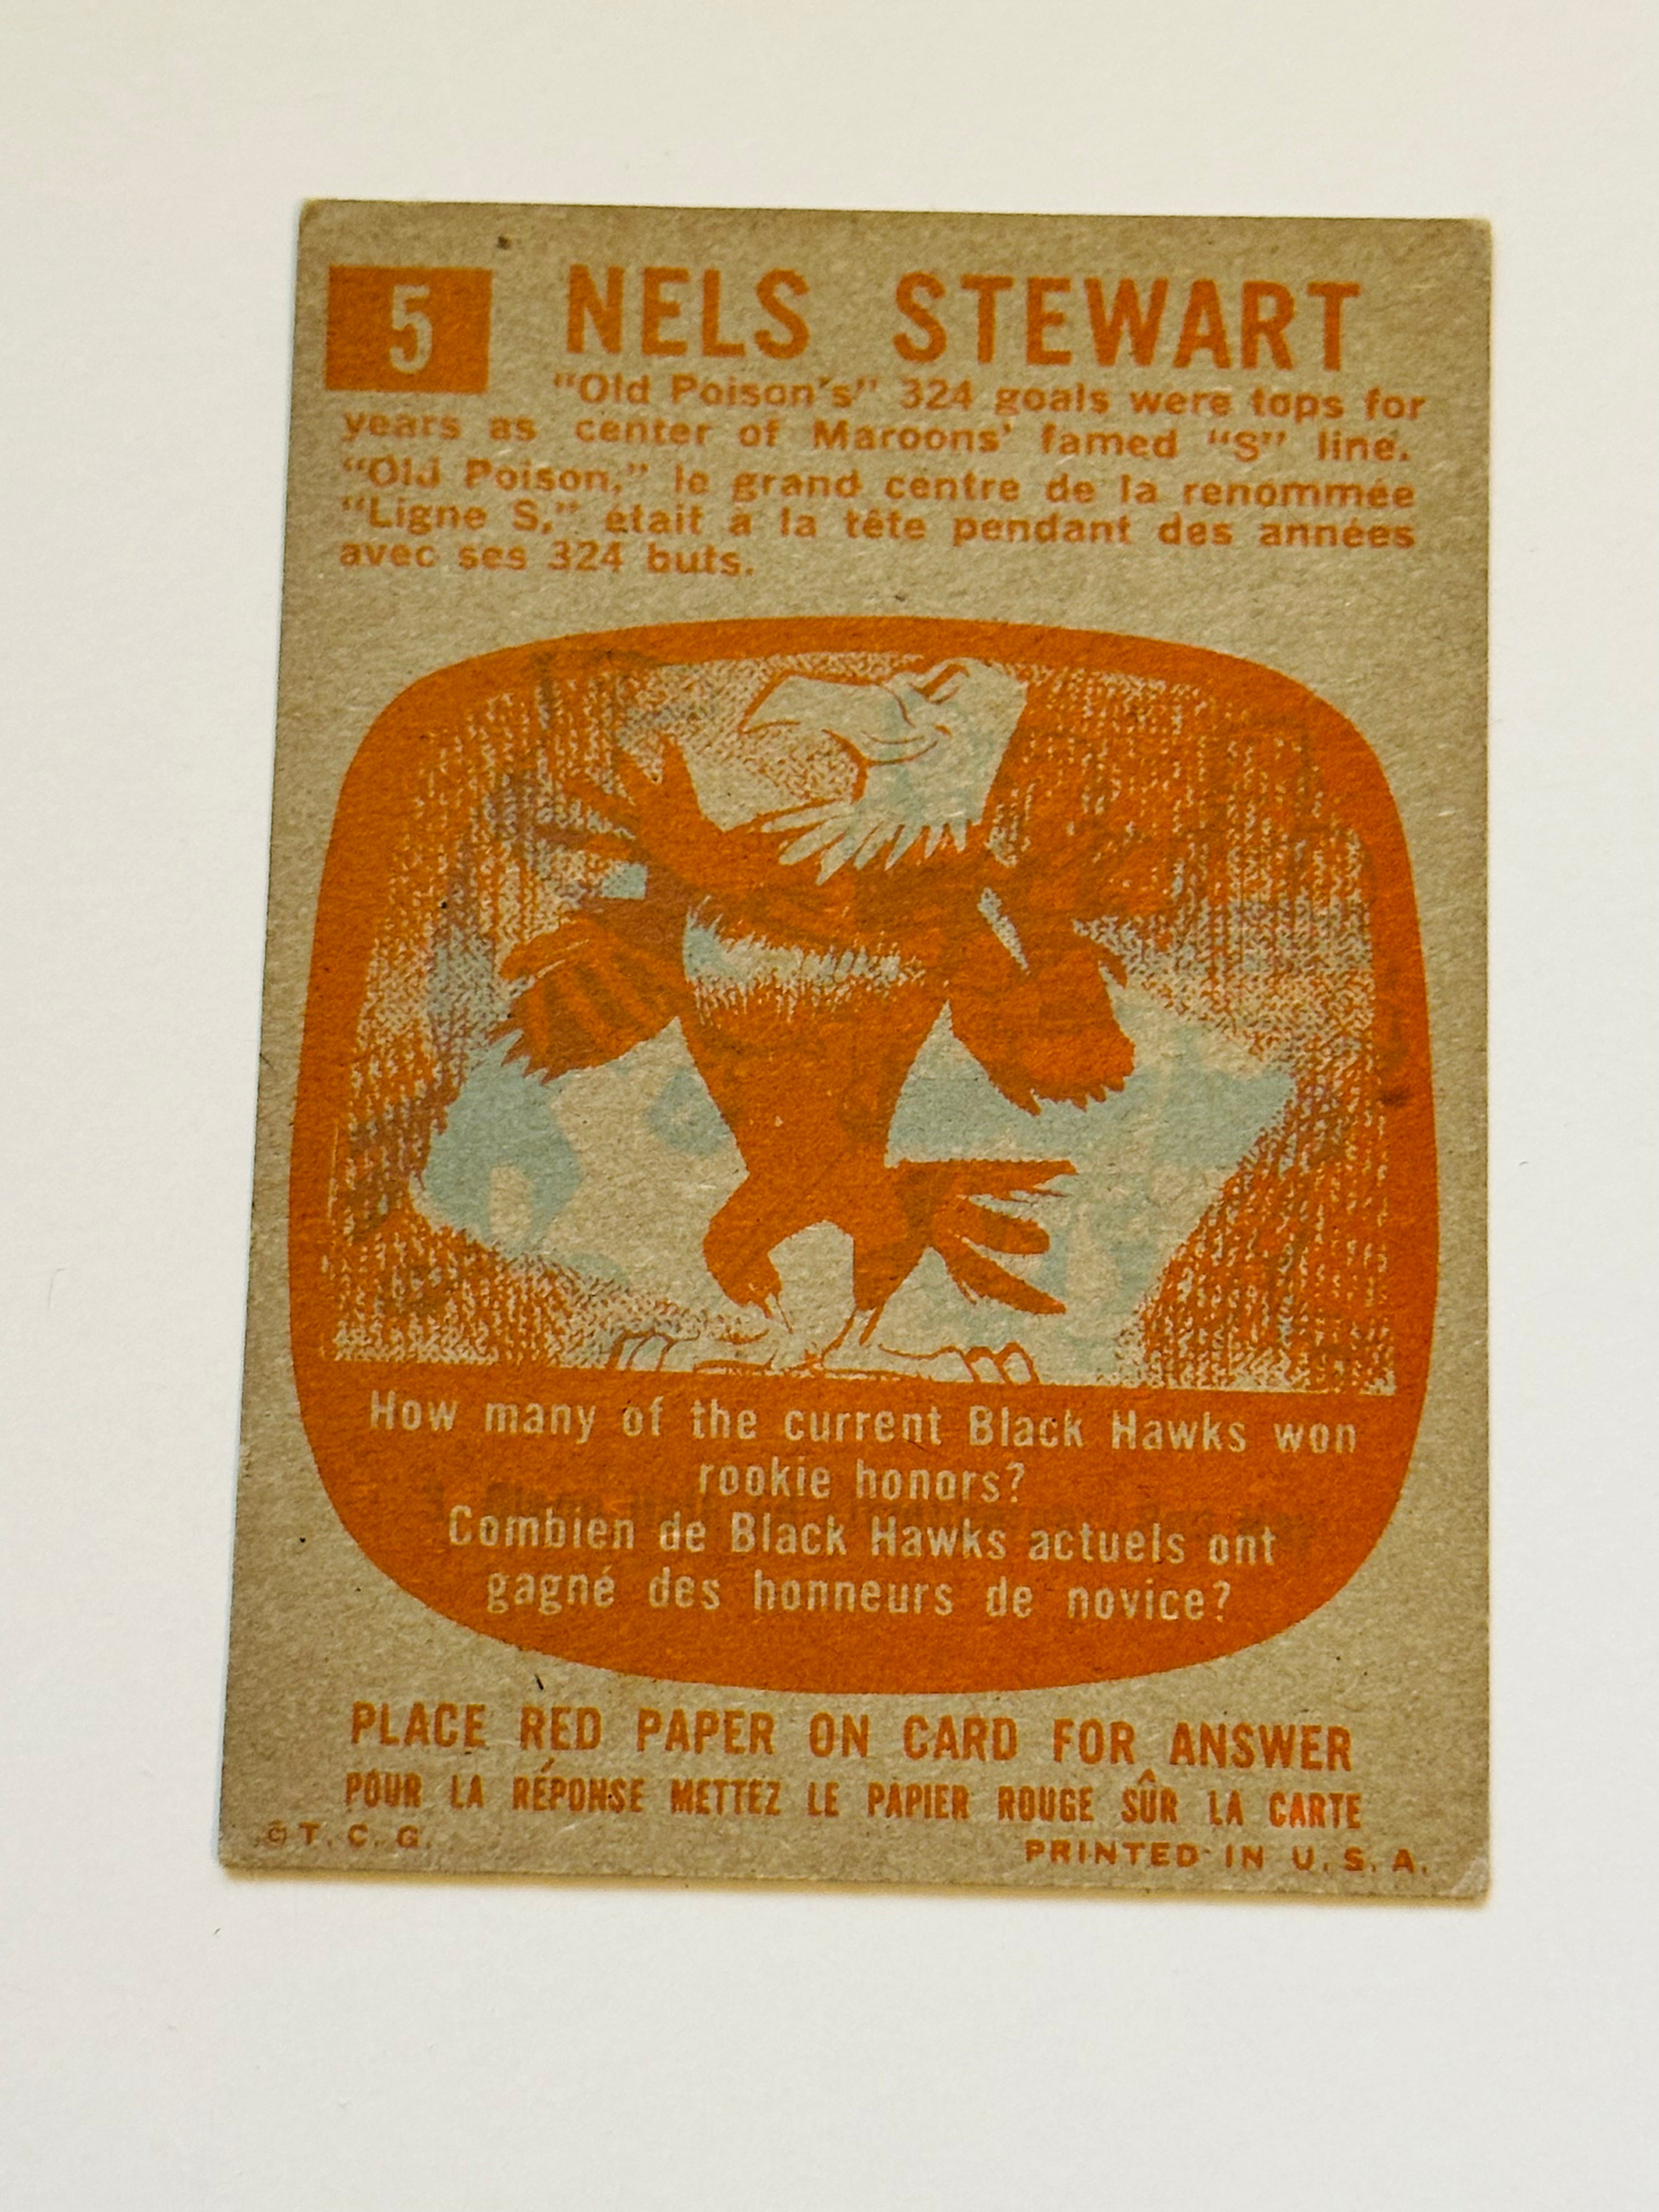 5 NELS STEWART
"Old Poison's" 324 goals were tops for
years as center of Maroons' famed "S" line.
"Old Poison," le grand centre de la renommée
"Ligne S," était à la tête pendant des années
avec ses 324 buts.
How many of the current Black Hawks won
rookie honors?
Combien de Black Hawks actuels ont
gagné des honneurs de novice?
PLACE RED PAPER ON CARD FOR ANSWER
POUR LA RÉPONSE METTEZ LE PAPIER ROUGE SÛR LA CARTE
© T. C. G.
PRINTED IN U. S. A.